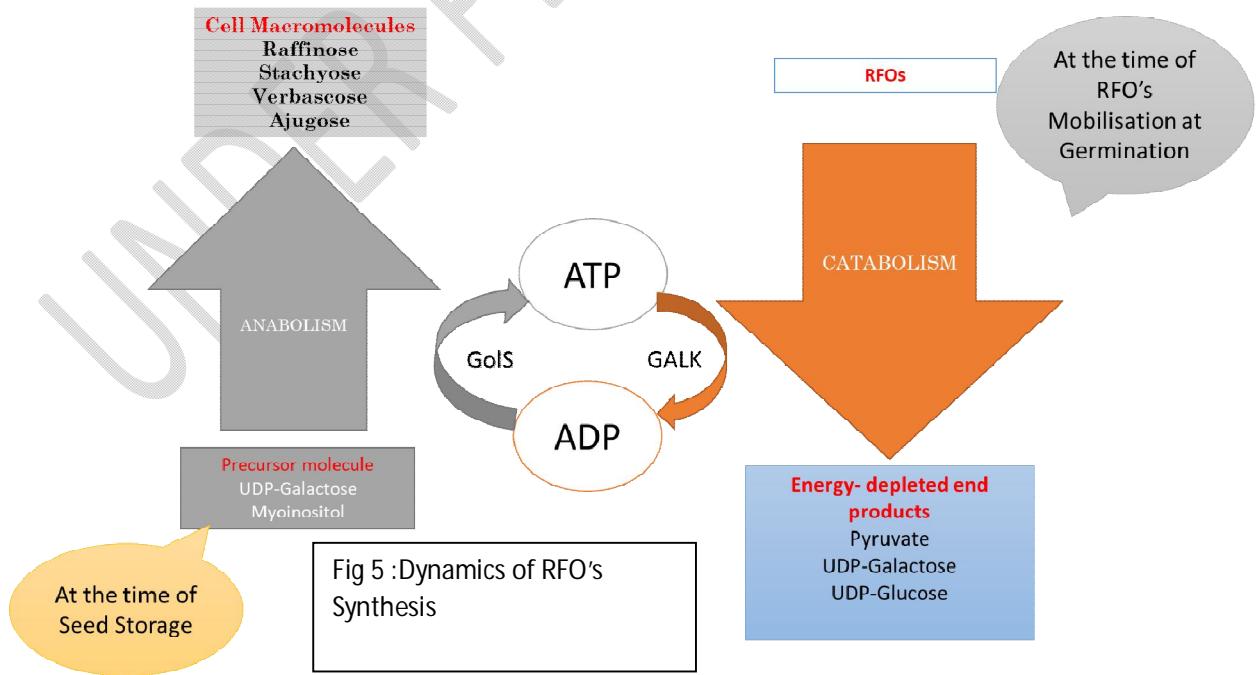 Cell Macromolecules
Raffinose
Stachyose
Verbascose
Ajugose
RFOs
At the time of
RFO's
Mobilisation at
Germination
ANABOLISM
ATP
GolS
GALK
ADP
CATABOLISM
Precursor molecule
UDP-Galactose
Myoinositol
Energy- depleted end
products
Pyruvate
UDP-Galactose
UDP-Glucose
At the time of
Seed Storage
Fig 5 :Dynamics of RFO's
Synthesis
UNDER